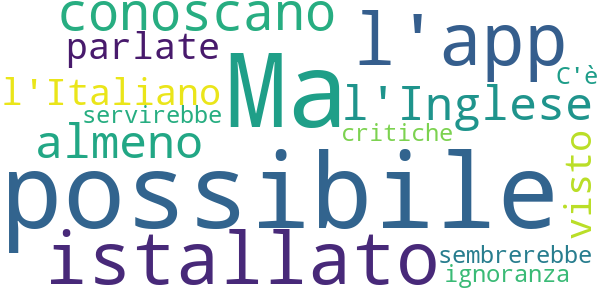 conoscano
l'app
parlate
C'è
l'Italiano
Ma
l'Inglese
servirebbe
almeno
critiche
visto
possibile
istallato
sembrerebbe
ignoranza